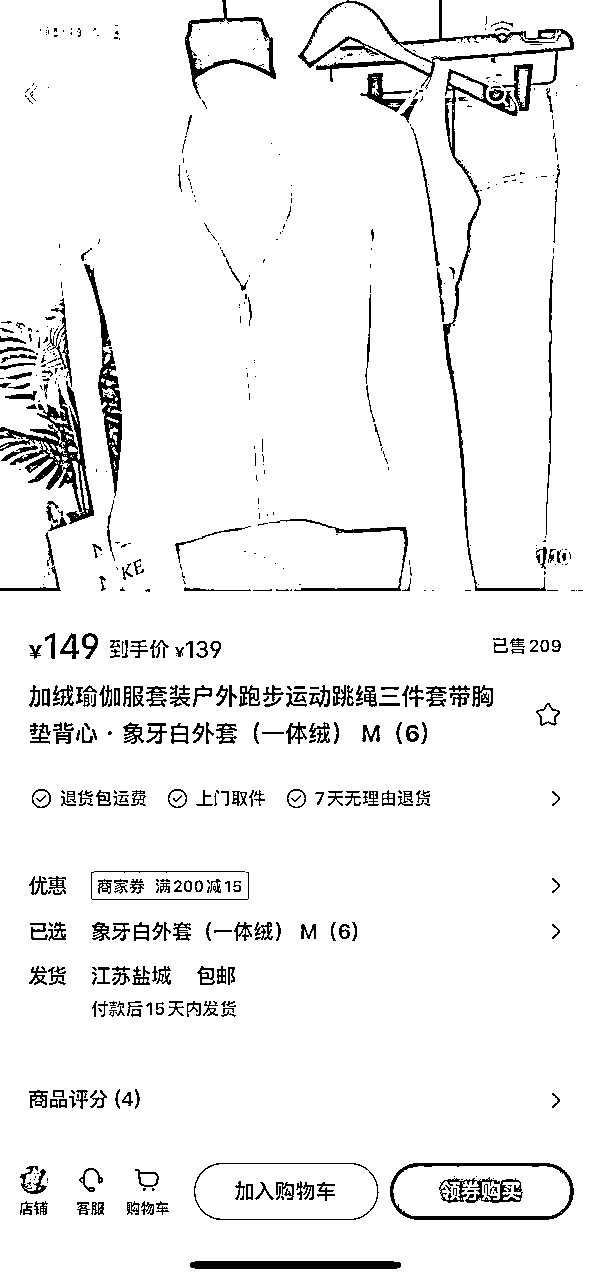 KE
1/10
¥149 到手价 ¥139
已售209
加绒瑜伽服套装户外跑步运动跳绳三件套带胸
垫背心·象牙白外套（一体绒） M（6）
退货包运费 上门取件 7天无理由退货
优惠 商家券 满200减15
已选 象牙白外套（一体绒） M（6）
发货 江苏盐城 包邮
付款后15天内发货
商品评分 (4)
店铺 客服 购物车 加入购物车 领券购买